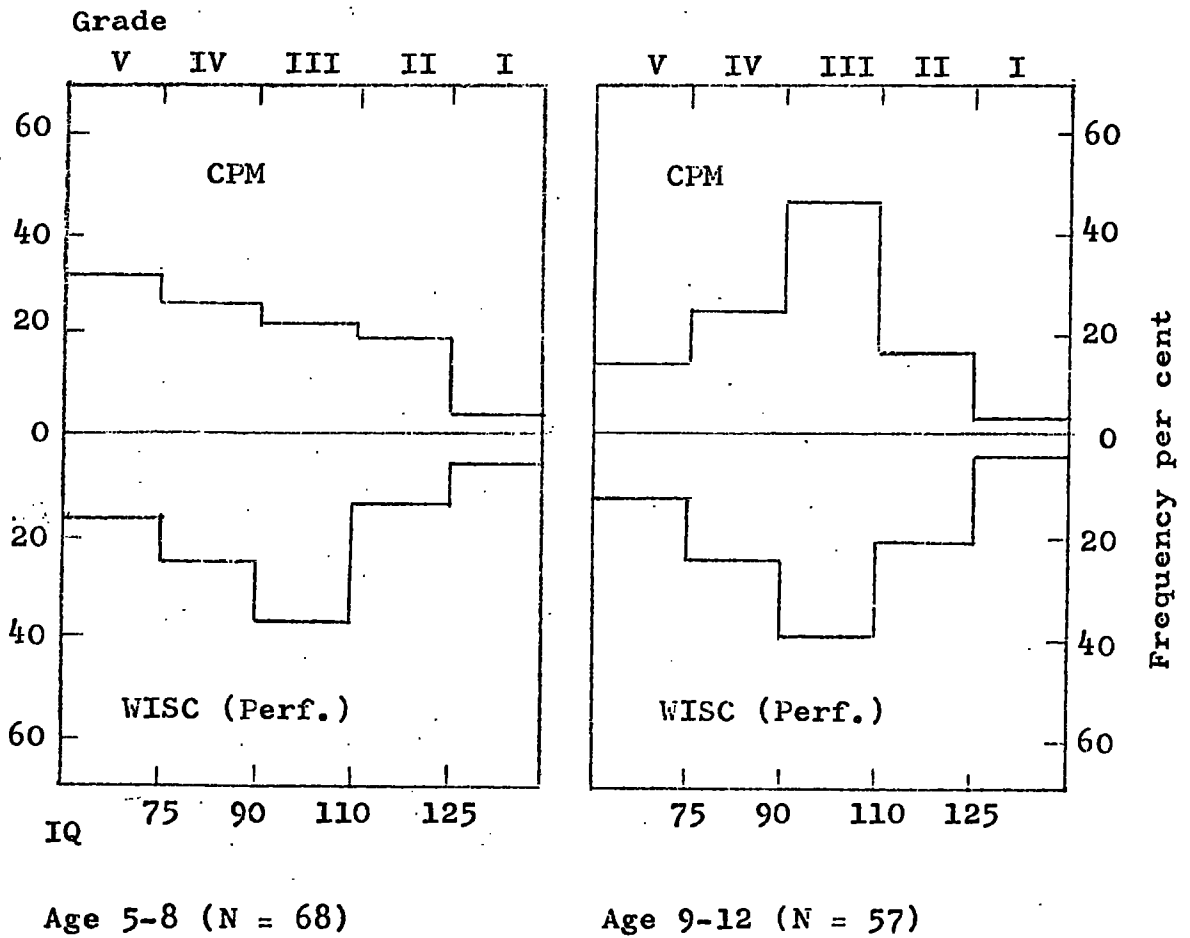 Grade
V IV III II I
V IV III II I
60
40
20
0
20
40
60
CPM
WISC (Perf.)
CPM
WISC (Perf.)
60
40
20
0
20
40
60
Frequency per cent
75 90 110 125
75 90 110 125
IQ
Age 5-8 (N = 68)
Age 9-12 (N = 57)